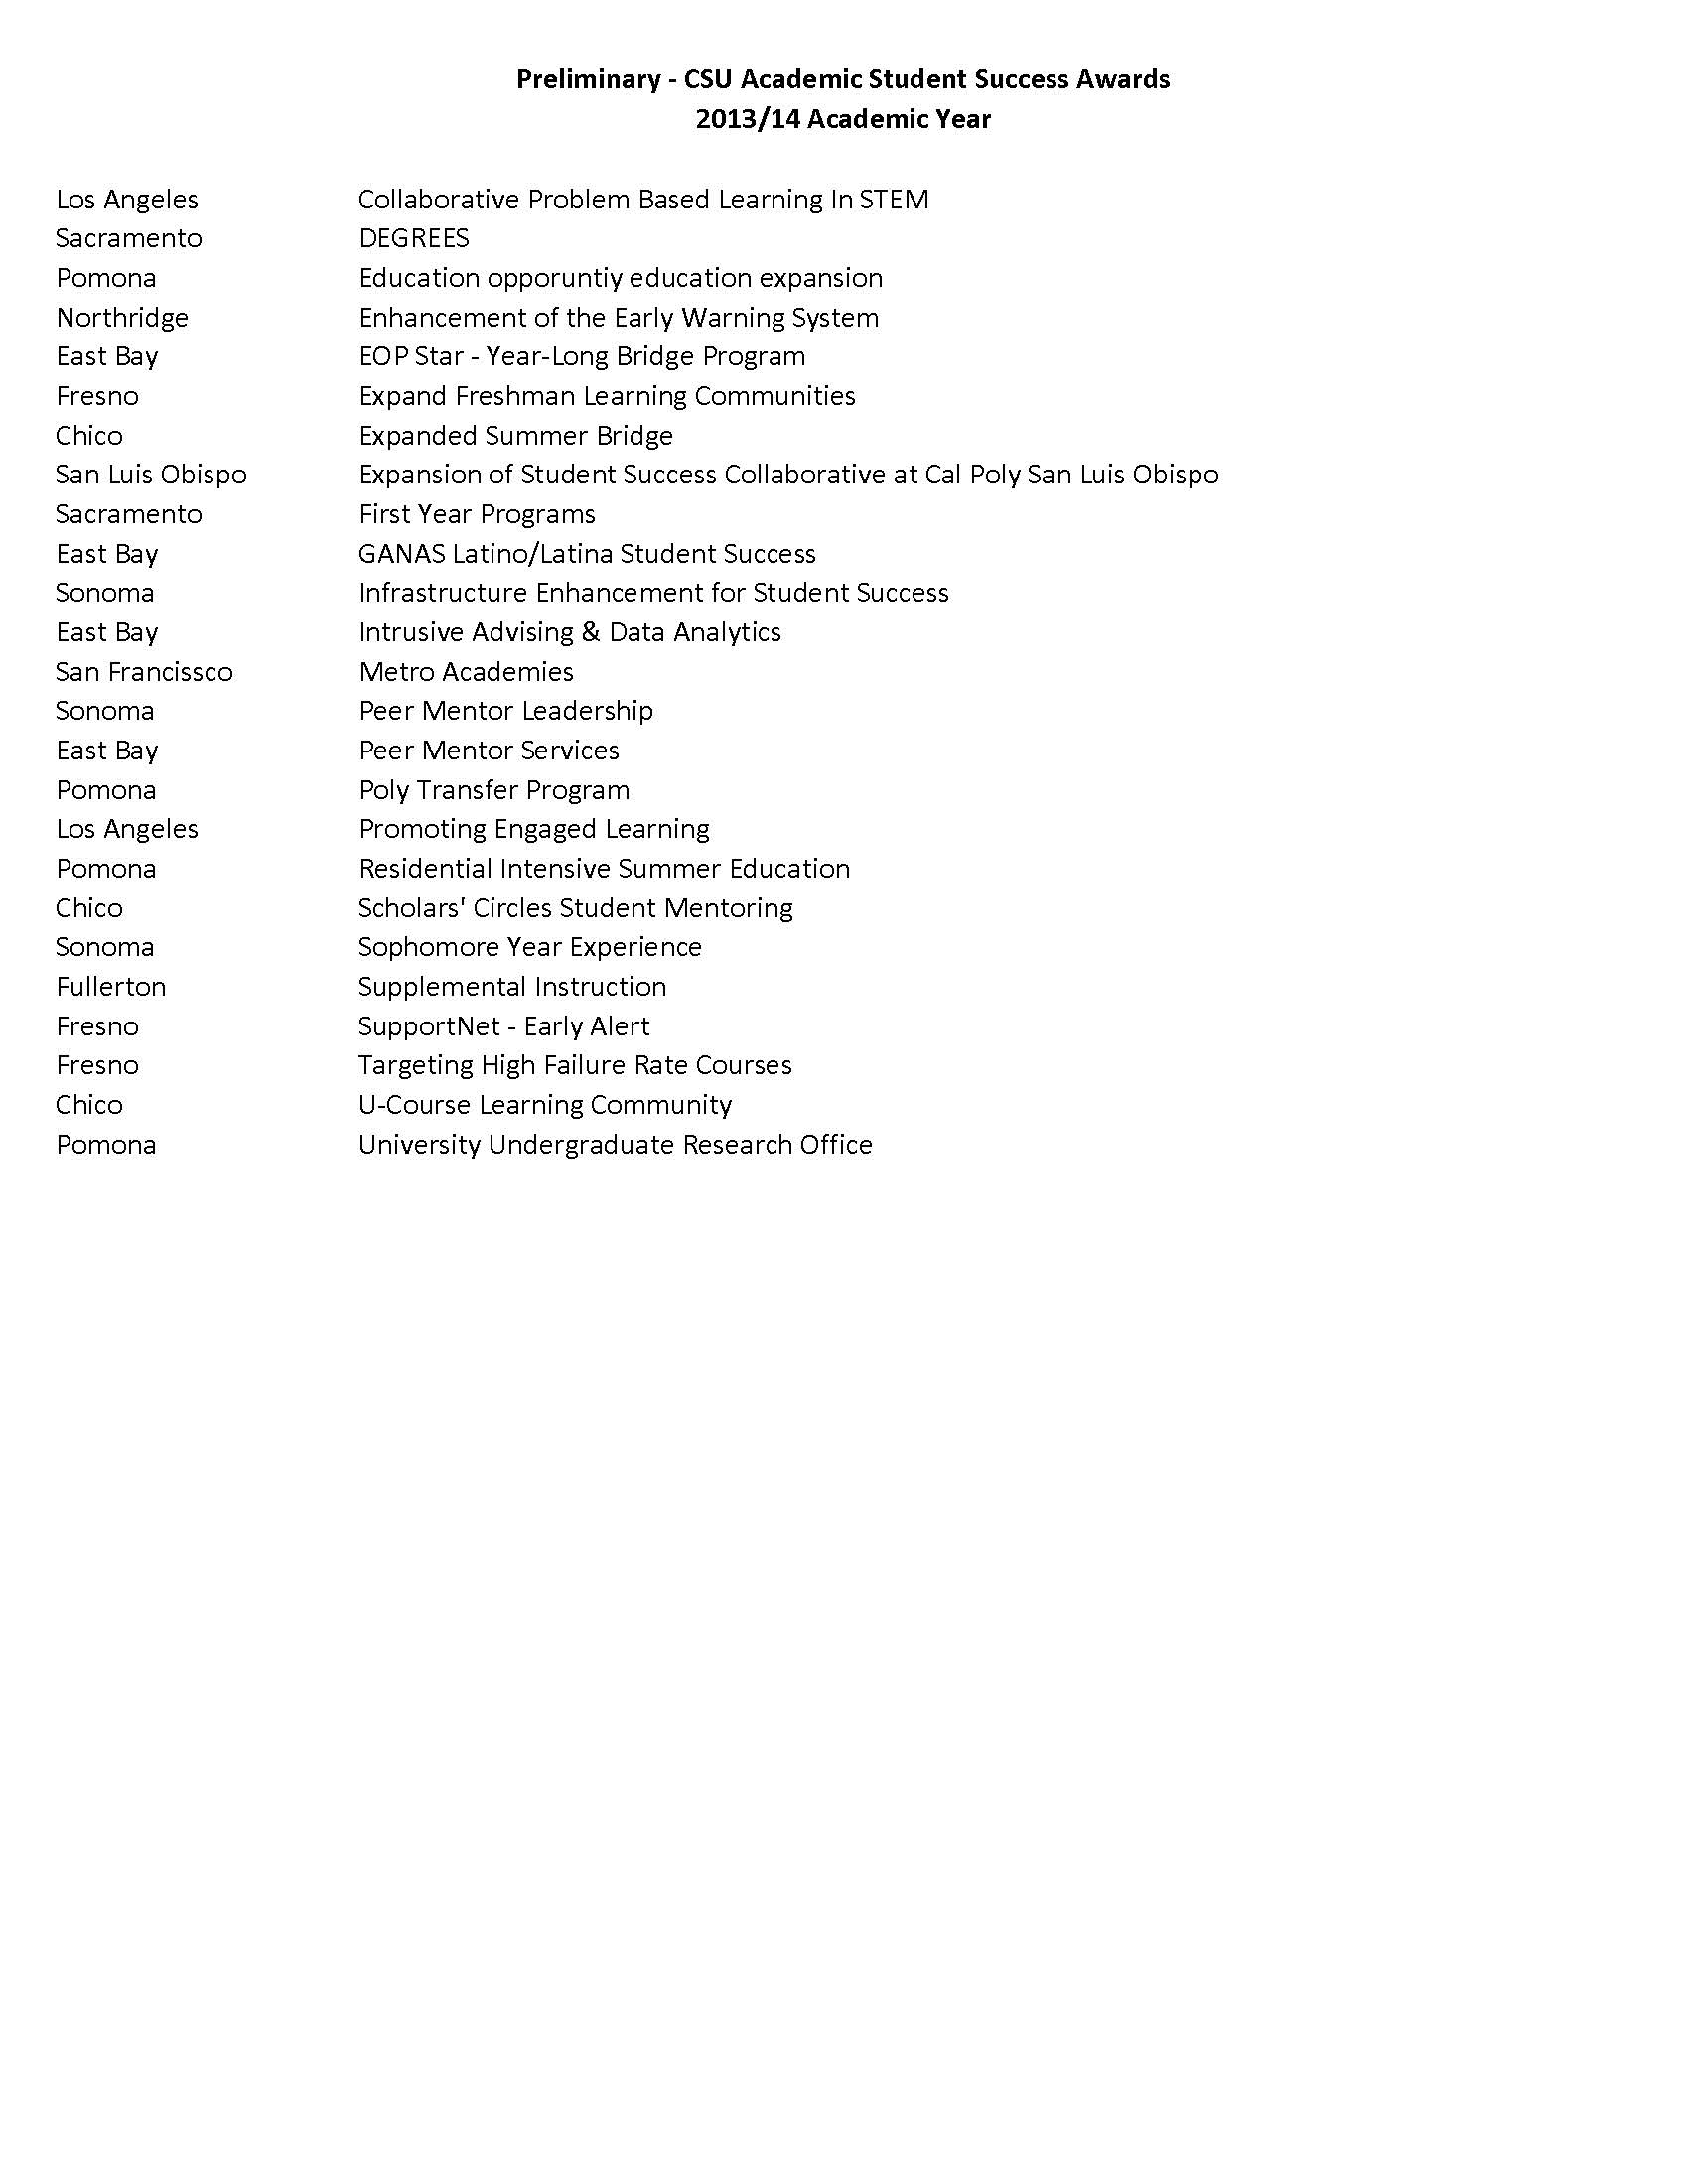 Preliminary - CSU Academic Student Success Awards
2013/14 Academic Year
Los Angeles Collaborative Problem Based Learning In STEM
Sacramento DEGREES
Pomona Education opporuntiy education expansion
Northridge Enhancement of the Early Warning System
East Bay EOP Star - Year-Long Bridge Program
Fresno Expand Freshman Learning Communities
Chico Expanded Summer Bridge
San Luis Obispo Expansion of Student Success Collaborative at Cal Poly San Luis Obispo
Sacramento First Year Programs
East Bay GANAS Latino/Latina Student Success
Sonoma Infrastructure Enhancement for Student Success
East Bay Intrusive Advising & Data Analytics
San Francissco Metro Academies
Sonoma Peer Mentor Leadership
East Bay Peer Mentor Services
Pomona Poly Transfer Program
Los Angeles Promoting Engaged Learning
Pomona Residential Intensive Summer Education
Chico Scholars' Circles Student Mentoring
Sonoma Sophomore Year Experience
Fullerton Supplemental Instruction
Fresno SupportNet - Early Alert
Fresno Targeting High Failure Rate Courses
Chico U-Course Learning Community
Pomona University Undergraduate Research Office